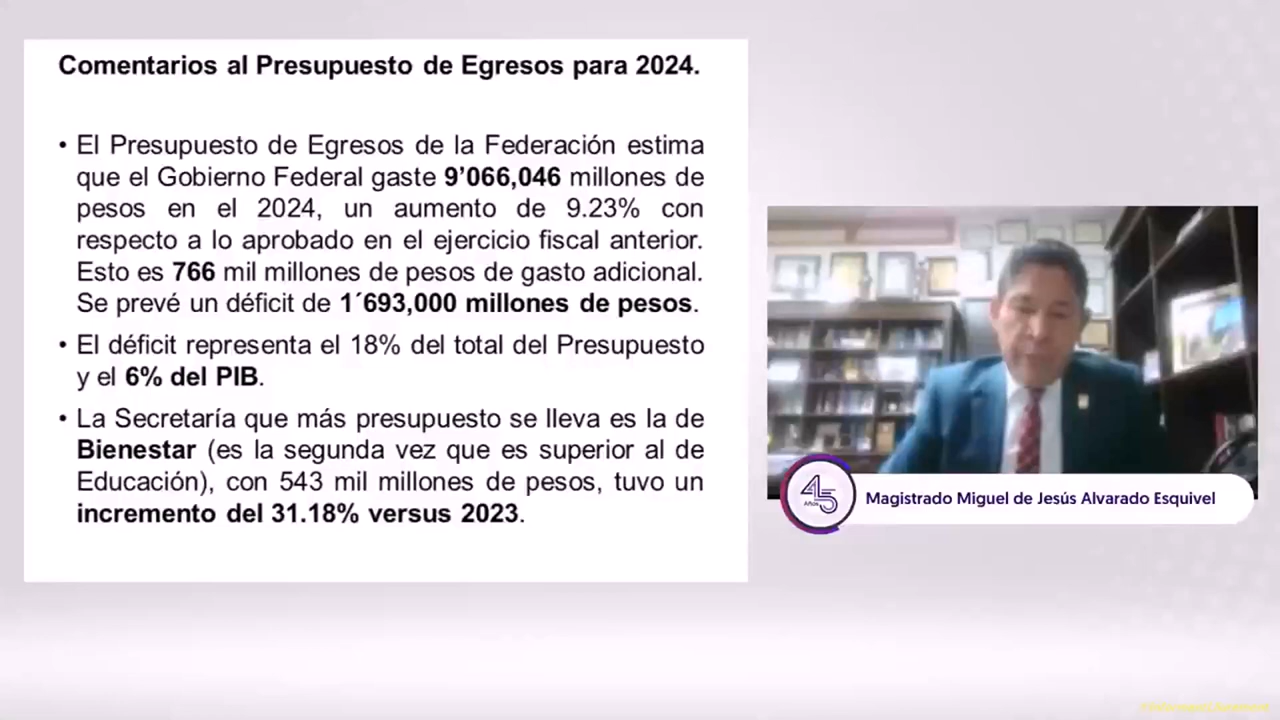 Comentarios al Presupuesto de Egresos para 2024.
• El Presupuesto de Egresos de la Federación estima
que el Gobierno Federal gaste 9’066,046 millones de
pesos en el 2024, un aumento de 9.23% con
respecto a lo aprobado en el ejercicio fiscal anterior.
Esto es 766 mil millones de pesos de gasto adicional.
Se prevé un déficit de 1´693,000 millones de pesos.
• El déficit representa el 18% del total del Presupuesto
y el 6% del PIB.
• La Secretaría que más presupuesto se lleva es la de
Bienestar (es la segunda vez que es superior al de
Educación), con 543 mil millones de pesos, tuvo un
incremento del 31.18% versus 2023.
45
Años
Magistrado Miguel de Jesús Alvarado Esquivel